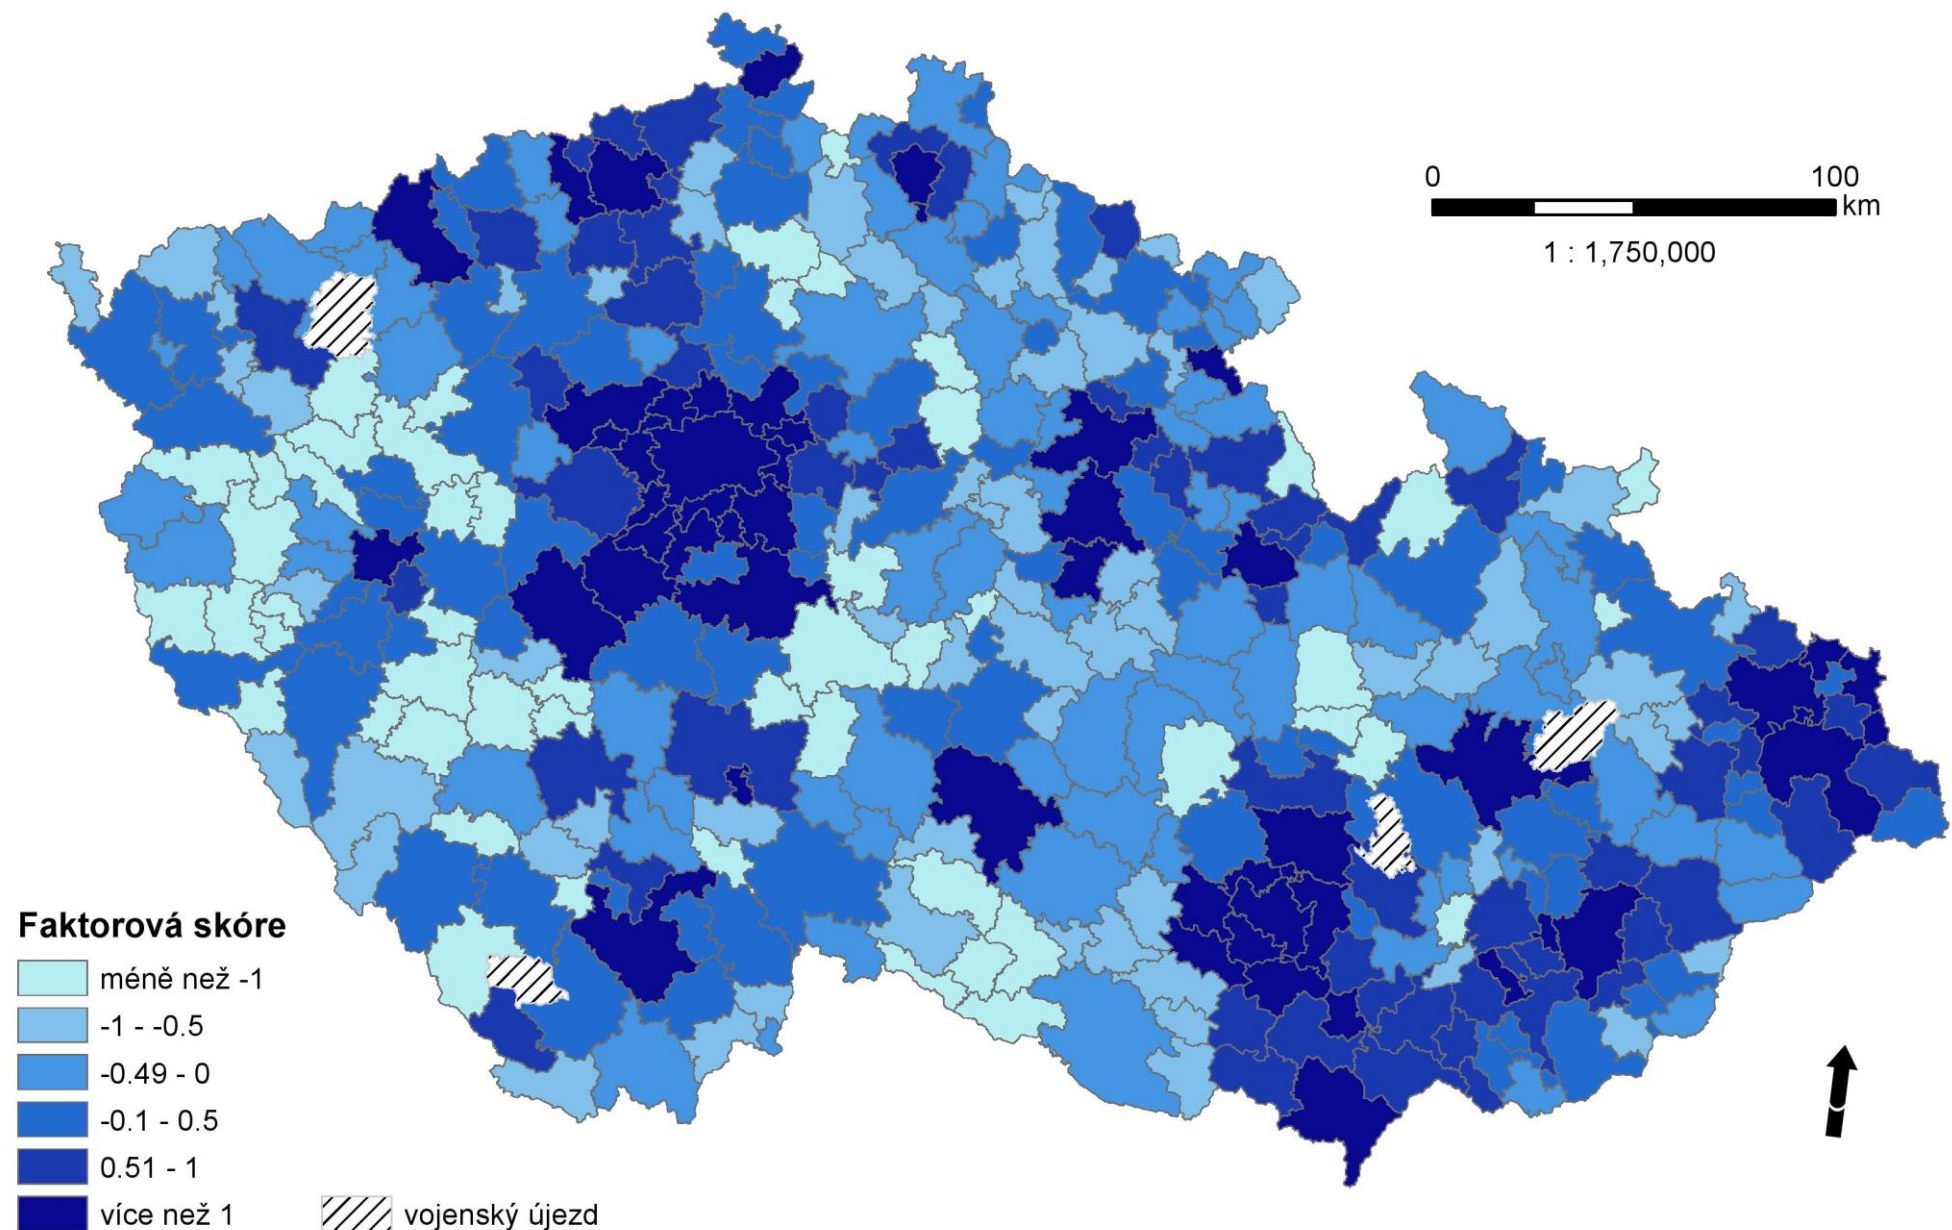 0 100
km
1 : 1,750,000
Faktorová skóre
méně než -1
-1 - -0.5
-0.49 - 0
-0.1 - 0.5
0.51 - 1
více než 1
vojenský újezd